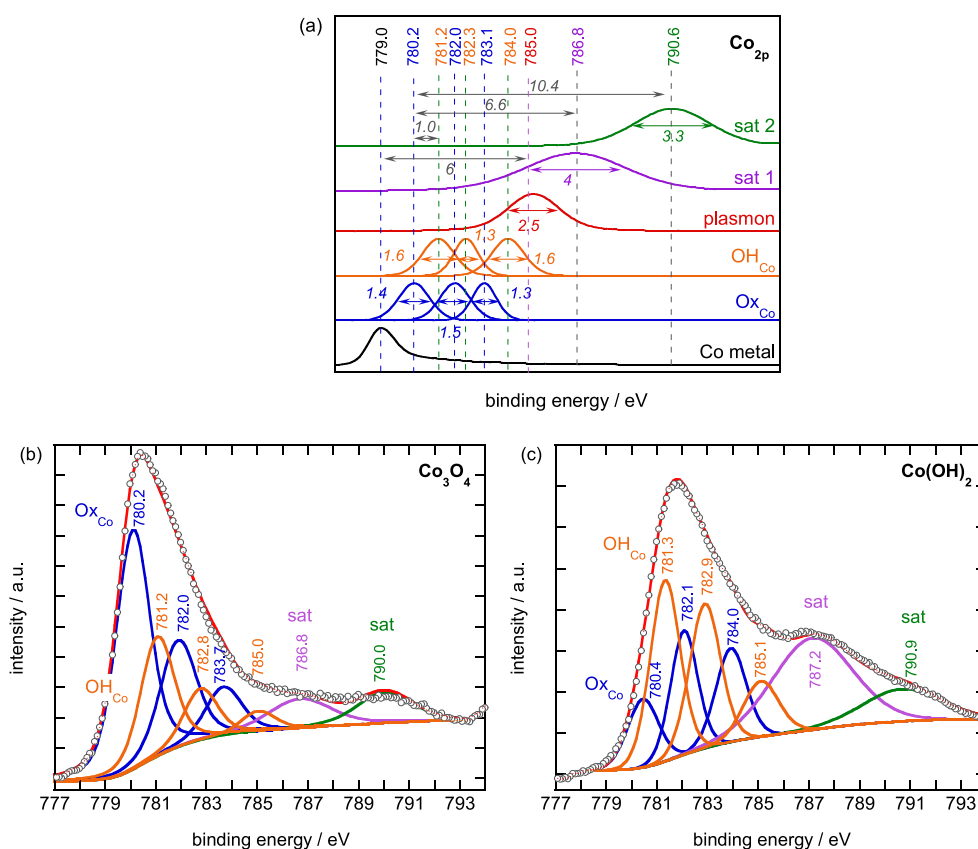 (a)
779.0 780.2 781.2 782.0 782.3 783.1 784.0 785.0 786.8 790.6
Co2p
10.4
6.6
1.0
3.3
sat 2
6
4
sat 1
plasmon
2.5
1.3
1.6 1.6
OHCo
1.4 1.3
OxCo
1.5
Co metal
binding energy / eV
(b)
Co3O4
OxCo
780.2
781.2
782.0
782.8
783.7
785.0
sat
786.8
sat
790.0
OHCo
intensity / a.u.
777 779 781 783 785 787 789 791 793
binding energy / eV
(c)
Co(OH)2
OHCo
781.3
782.9
782.1
784.0
OxCo
780.4
785.1
sat
787.2
sat
790.9
intensity / a.u.
777 779 781 783 785 787 789 791 793
binding energy / eV